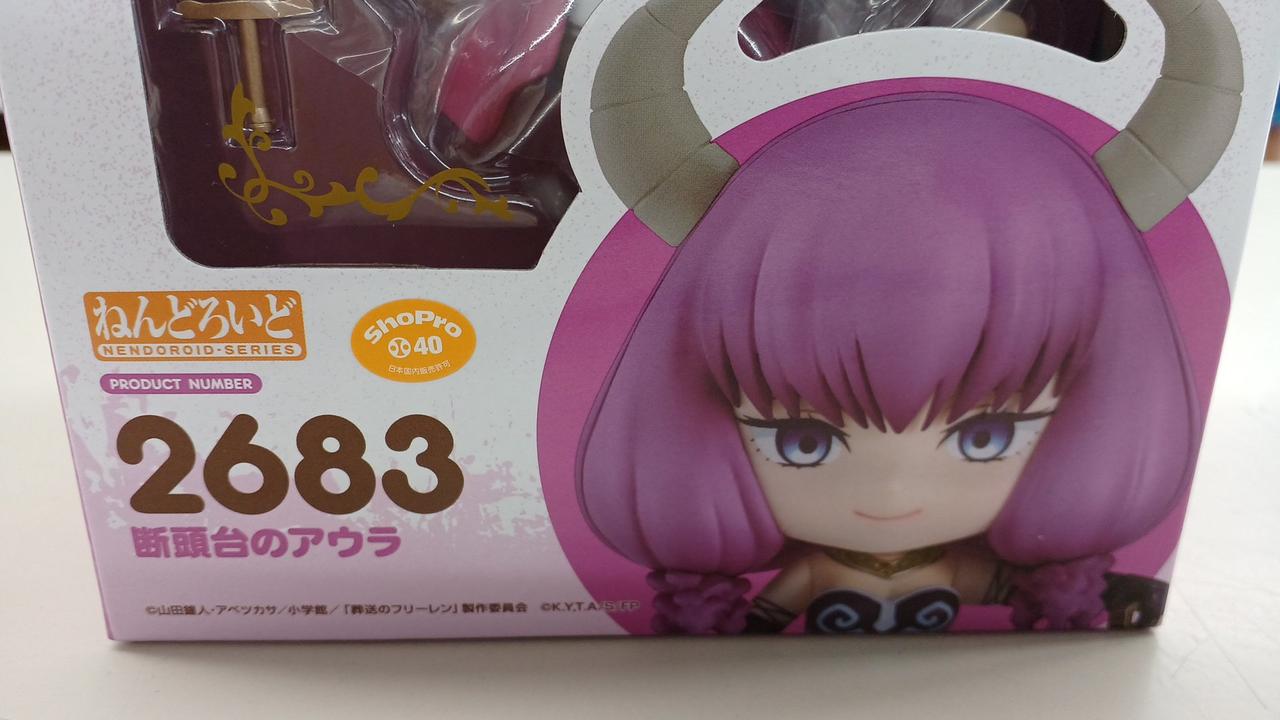 ねんどろいど
NENDOROID-SERIES
ShoPro
40
日本国内販売許可
PRODUCT NUMBER
2683
断頭台のアウラ
©山田鐘人・アベツカサ／小学館／「葬送のフリーレン」製作委員会 ©K.Y.T.A/S/FP